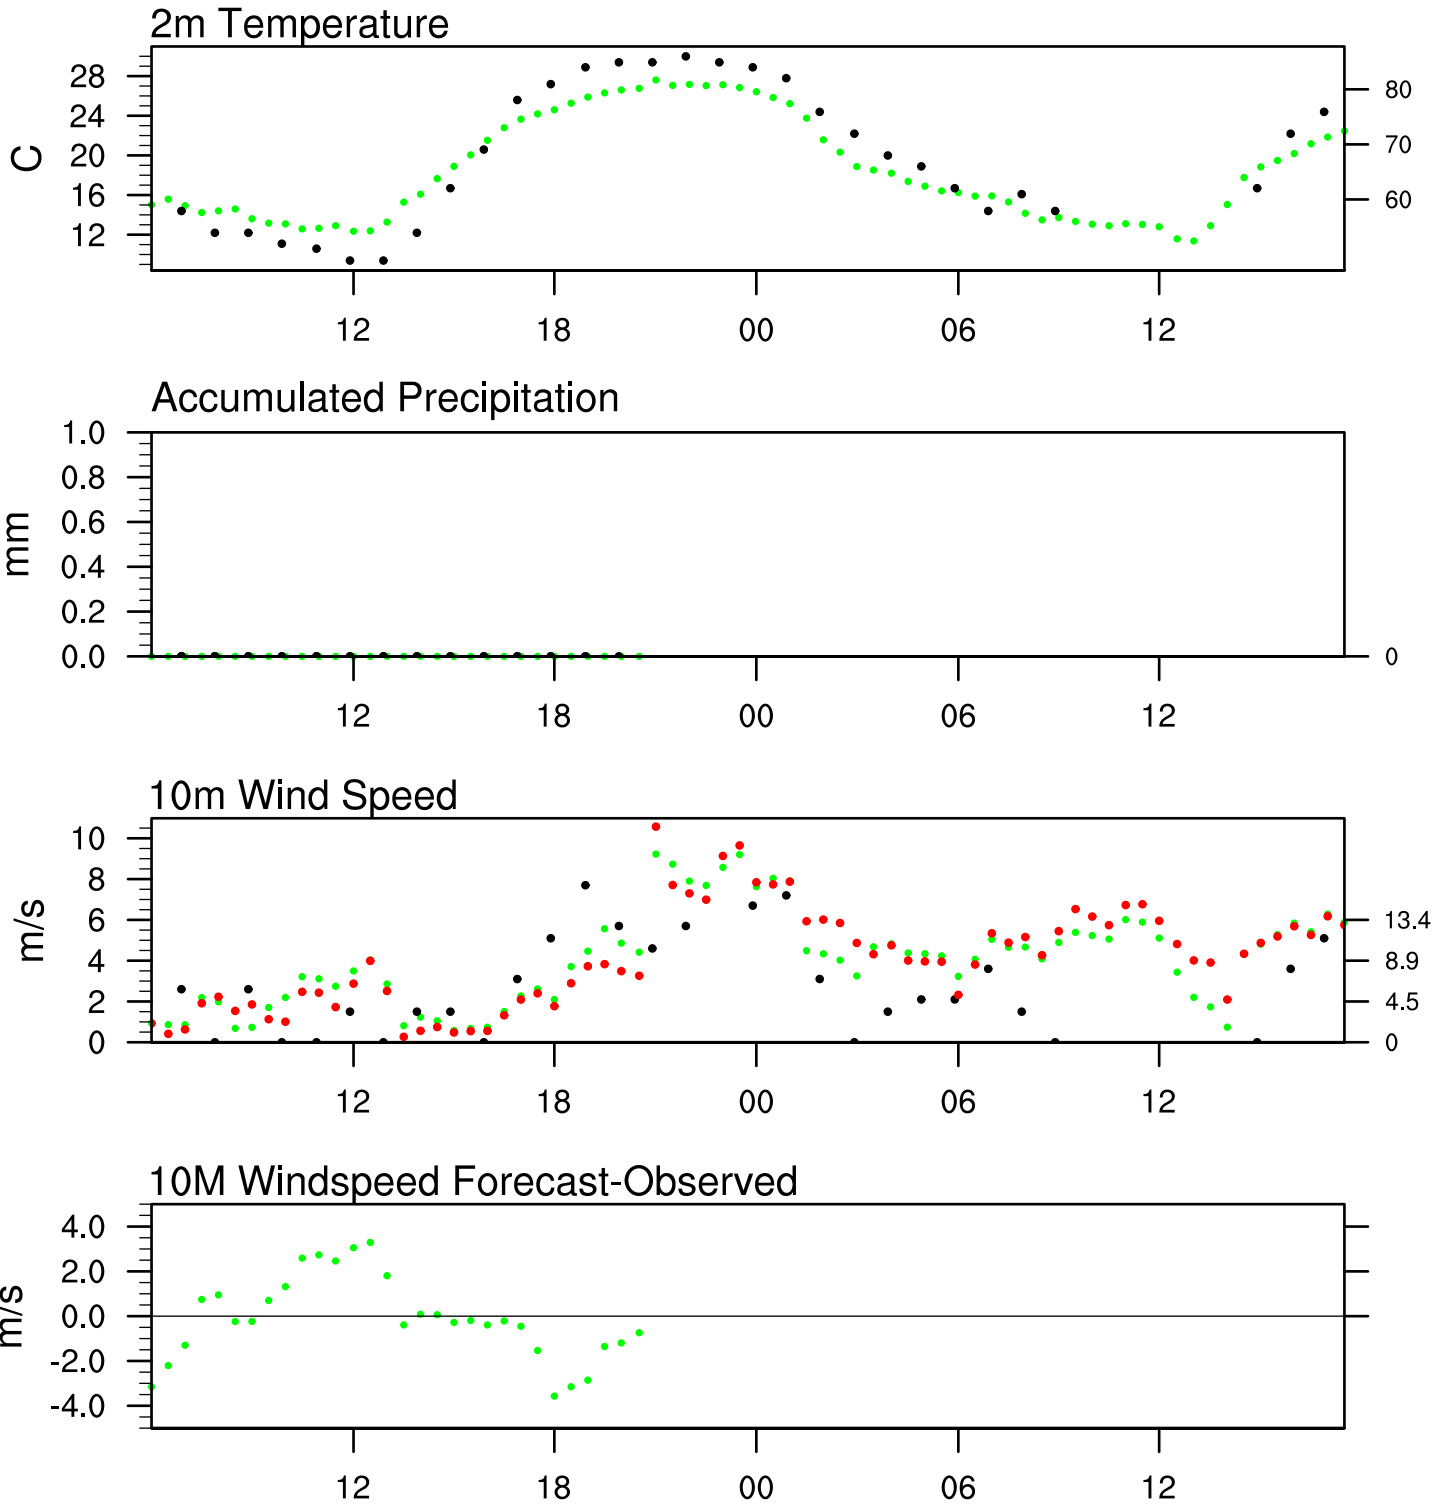 2m Temperature
28
24
20
16
12
C
80
70
60
12 18 00 06 12
Accumulated Precipitation
1.0
0.8
0.6
0.4
0.2
0.0
mm
0
12 18 00 06 12
10m Wind Speed
10
8
6
4
2
0
m/s
13.4
8.9
4.5
0
12 18 00 06 12
10M Windspeed Forecast-Observed
4.0
2.0
0.0
-2.0
-4.0
m/s
12 18 00 06 12